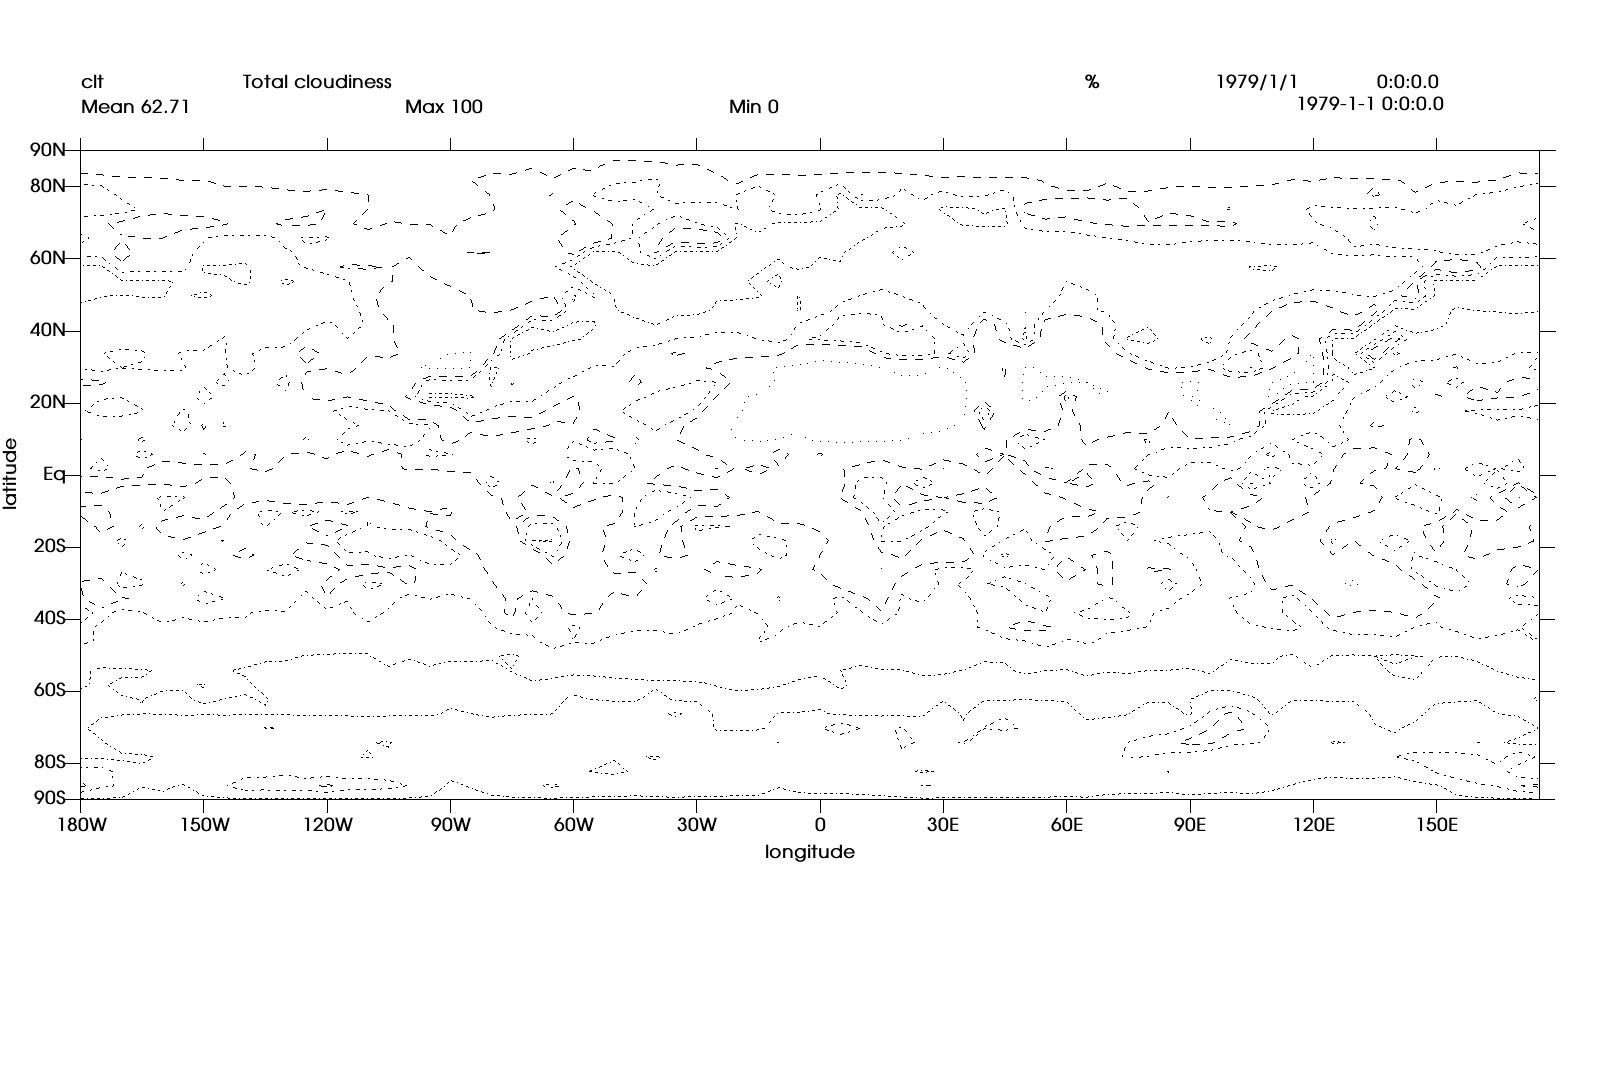 clt Total cloudiness % 1979/1/1 0:0:0.0
Mean 62.71 Max 100 Min 0 1979-1-1 0:0:0.0
90N
80N
60N
40N
20N
Eq
20S
40S
60S
80S
90S
latitude
180W 150W 120W 90W 60W 30W 0 30E 60E 90E 120E 150E
longitude